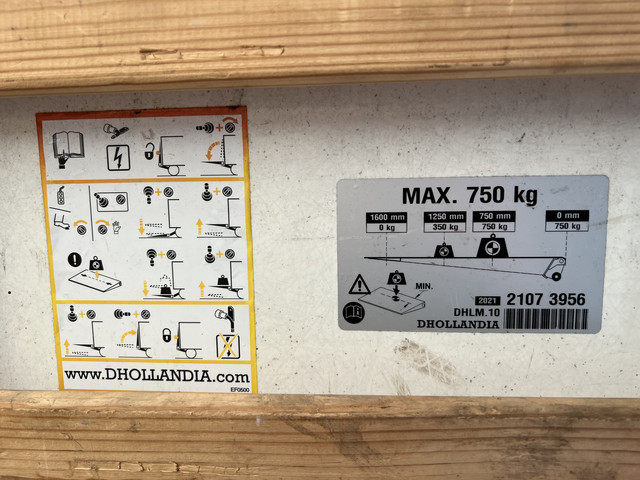 www.DHOLLANDIA.com
EF0500
MAX. 750 kg
1600 mm 1250 mm 750 mm 0 mm
0 kg 350 kg 750 kg 750 kg
MIN.
2021 2107 3956
DHLM.10
DHOLLANDIA